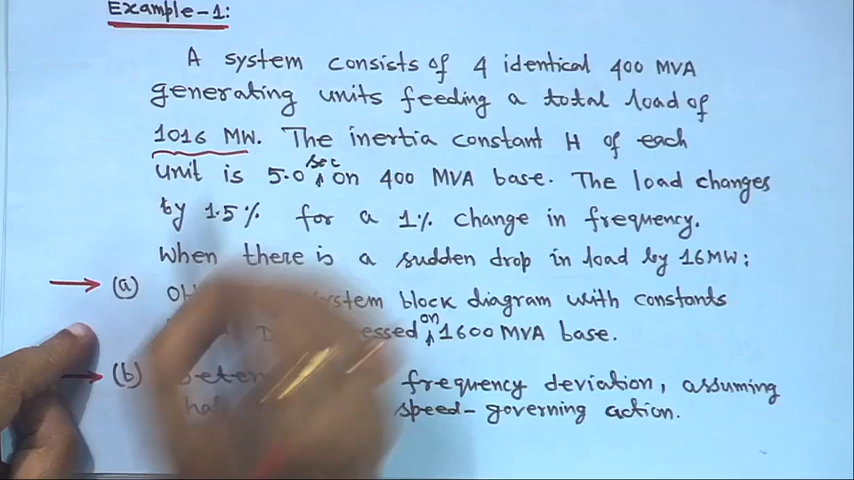 Example-1:
A system consists of 4 identical 400 MVA
generating units feeding a total load of
1016 MW. The inertia constant H of each
unit is 5.0 sec on 400 MVA base. The load changes
by 1.5% for a 1% change in frequency.
When there is a sudden drop in load by 16MW:
(a) system block diagram with constants
on 1600 MVA base.
(b) frequency deviation, assuming
speed-governing action.